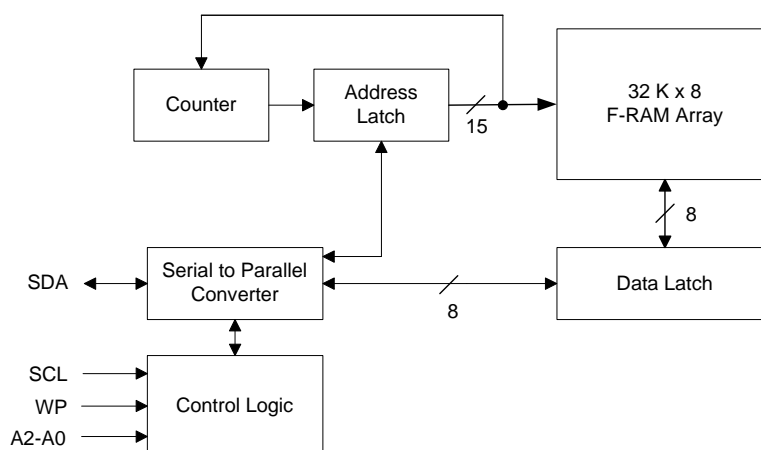 Counter
Address
Latch
15
32 K x 8
F-RAM Array
8
SDA
Serial to Parallel
Converter
8
Data Latch
SCL
WP
A2-A0
Control Logic